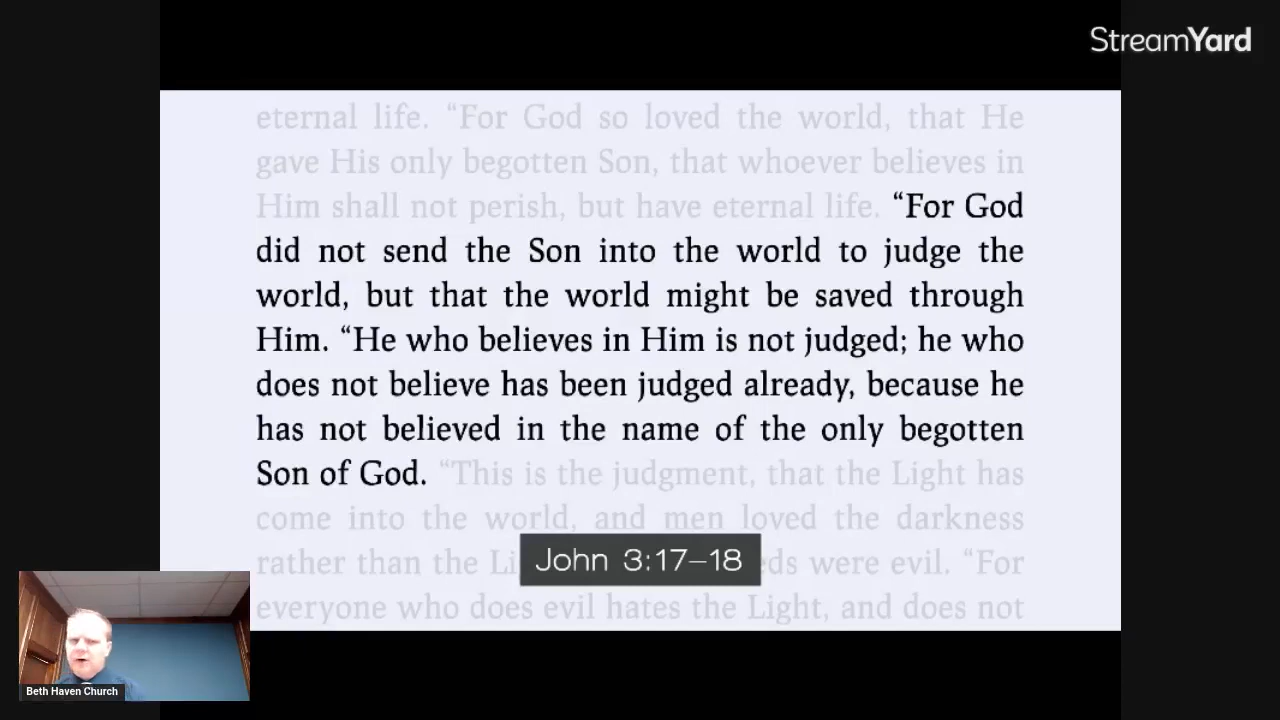 StreamYard
eternal life. “For God so loved the world, that He
gave His only begotten Son, that whoever believes in
Him shall not perish, but have eternal life. “For God
did not send the Son into the world to judge the
world, but that the world might be saved through
Him. “He who believes in Him is not judged; he who
does not believe has been judged already, because he
has not believed in the name of the only begotten
Son of God. “This is the judgment, that the Light has
come into the world, and men loved the darkness
rather than the Li eds were evil. “For
John 3:17–18
everyone who does evil hates the Light, and does not
Beth Haven Church